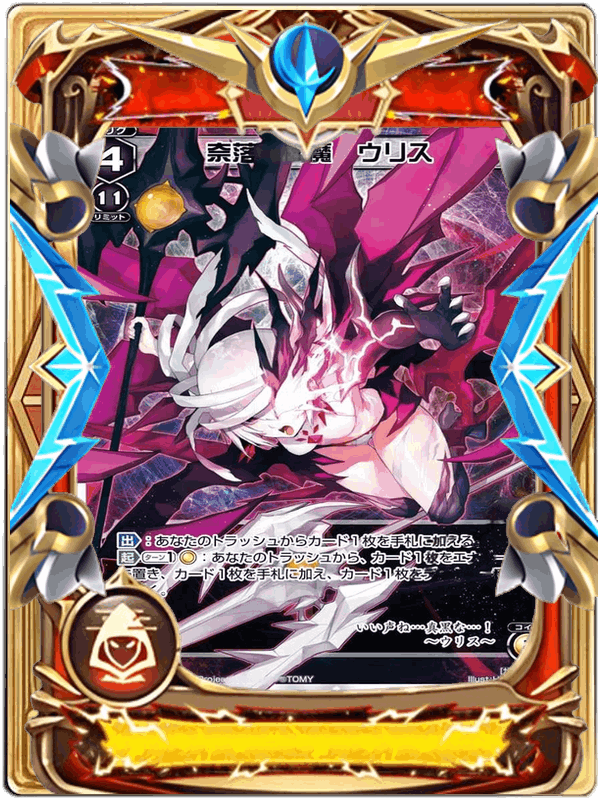 4
奈落 魔 ウリス
11
リミット
出：あなたのトラッシュからカード1枚を手札に加える
起 ターン1：あなたのトラッシュから、カード1枚をエ
置き、カード1枚を手札に加え、カード1枚を
いい声ね…真黒な…！
コイ
～ウリス～
TOMY
Illust